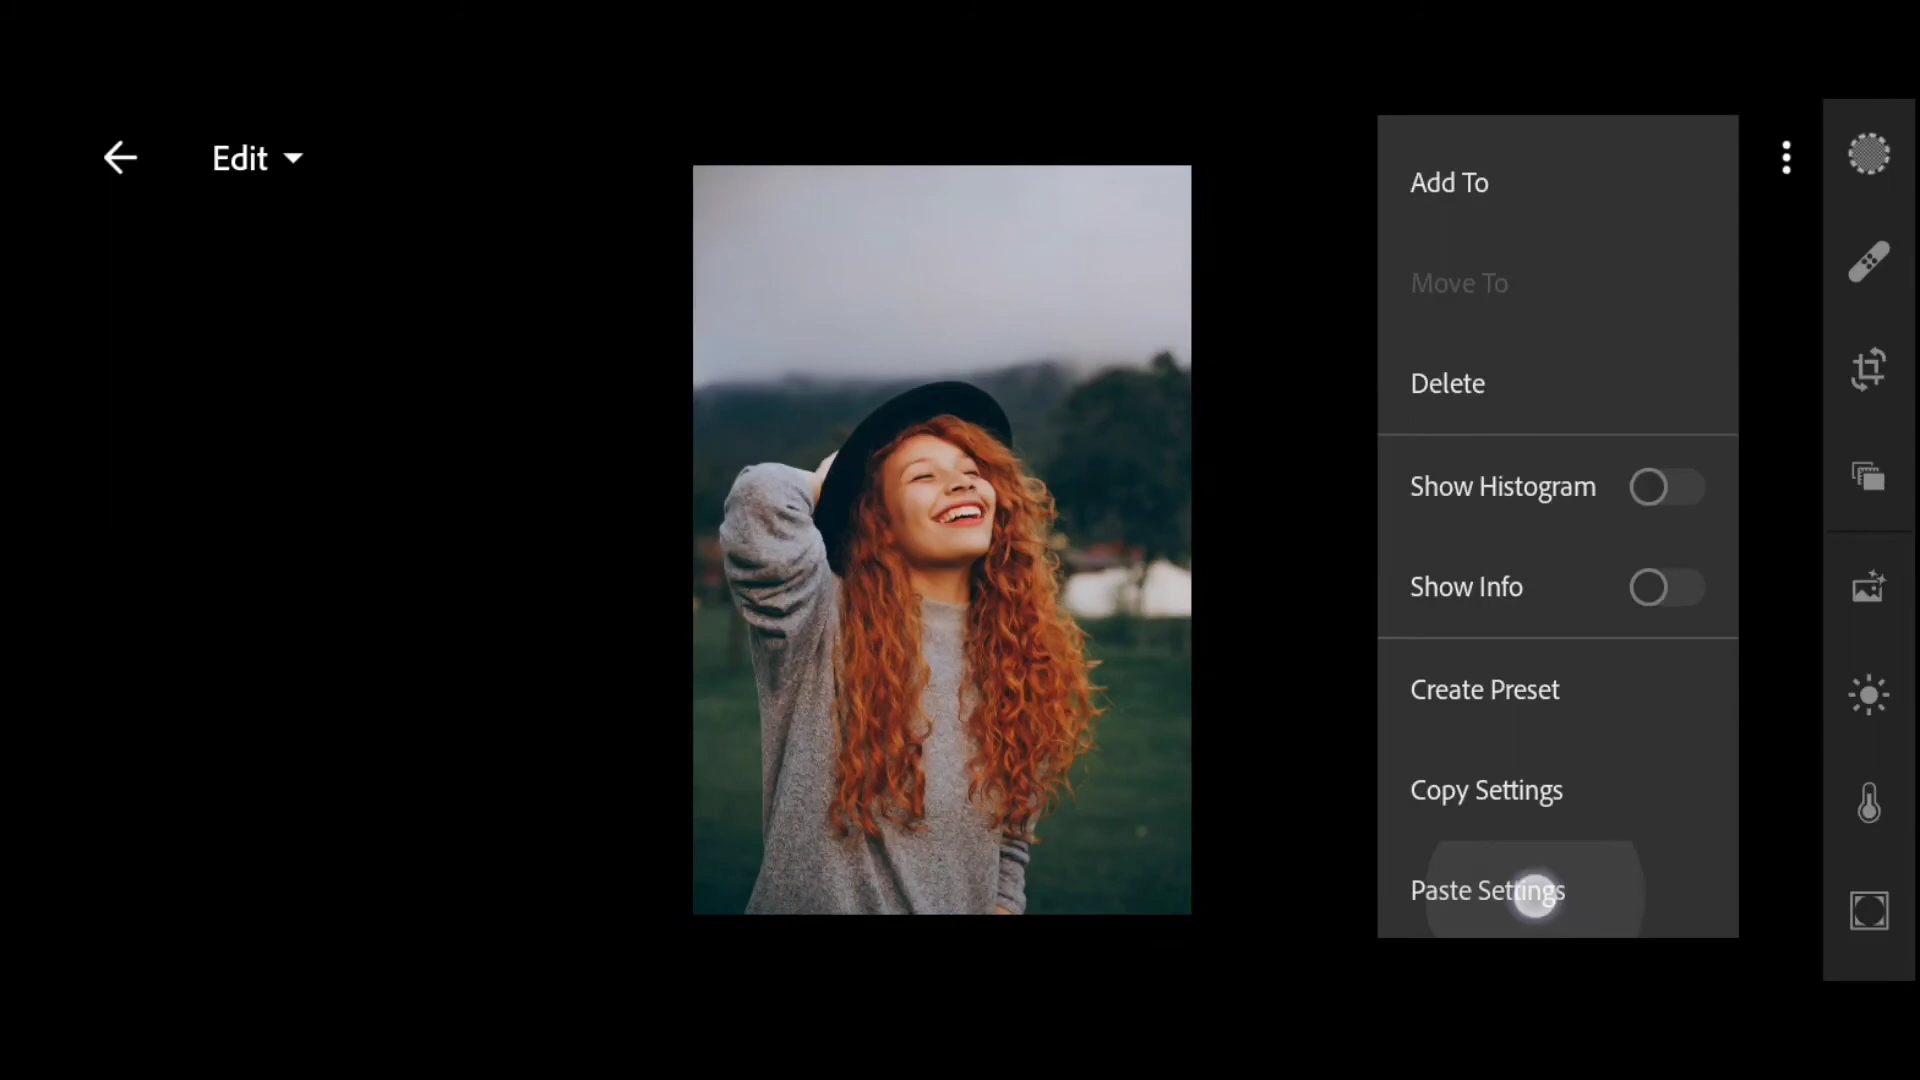 Edit
Add To
Move To
Delete
Show Histogram
Show Info
Create Preset
Copy Settings
Paste Settings